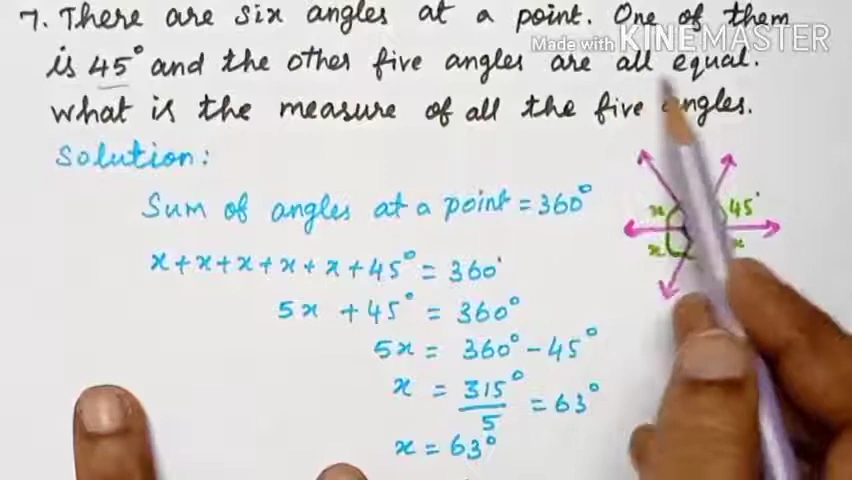 7. There are six angles at a point. One of them
Made with KINEMASTER
is 45° and the other five angles are all equal.
What is the measure of all the five angles.
Solution:
Sum of angles at a point = 360°
x + x + x + x + x + 45° = 360°
5x + 45° = 360°
5x = 360° - 45°
x = 315° / 5 = 63°
x = 63°
x 45°
x x